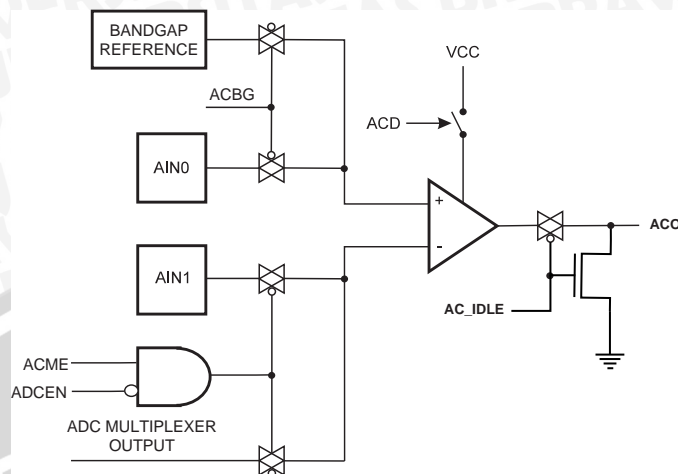 BANDGAP
REFERENCE
VCC
ACBG
ACD
AIN0
+
-
ACO
AIN1
AC_IDLE
ACME
ADCEN
ADC MULTIPLEXER
OUTPUT